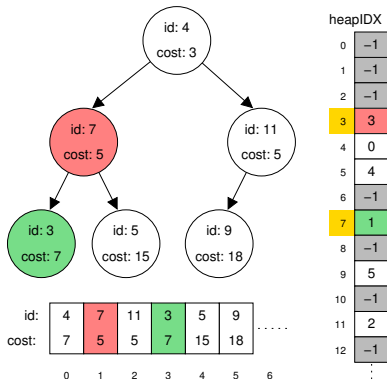 heapIDX
id: 4
cost: 3
id: 7
cost: 5
id: 11
cost: 5
id: 3
cost: 7
id: 5
cost: 15
id: 9
cost: 18
id: 4 7 11 3 5 9 .....
cost: 7 5 5 7 15 18
0 1 2 3 4 5 6
0 −1
1 −1
2 −1
3 3
4 0
5 4
6 −1
7 1
8 −1
9 5
10 −1
11 2
12 −1